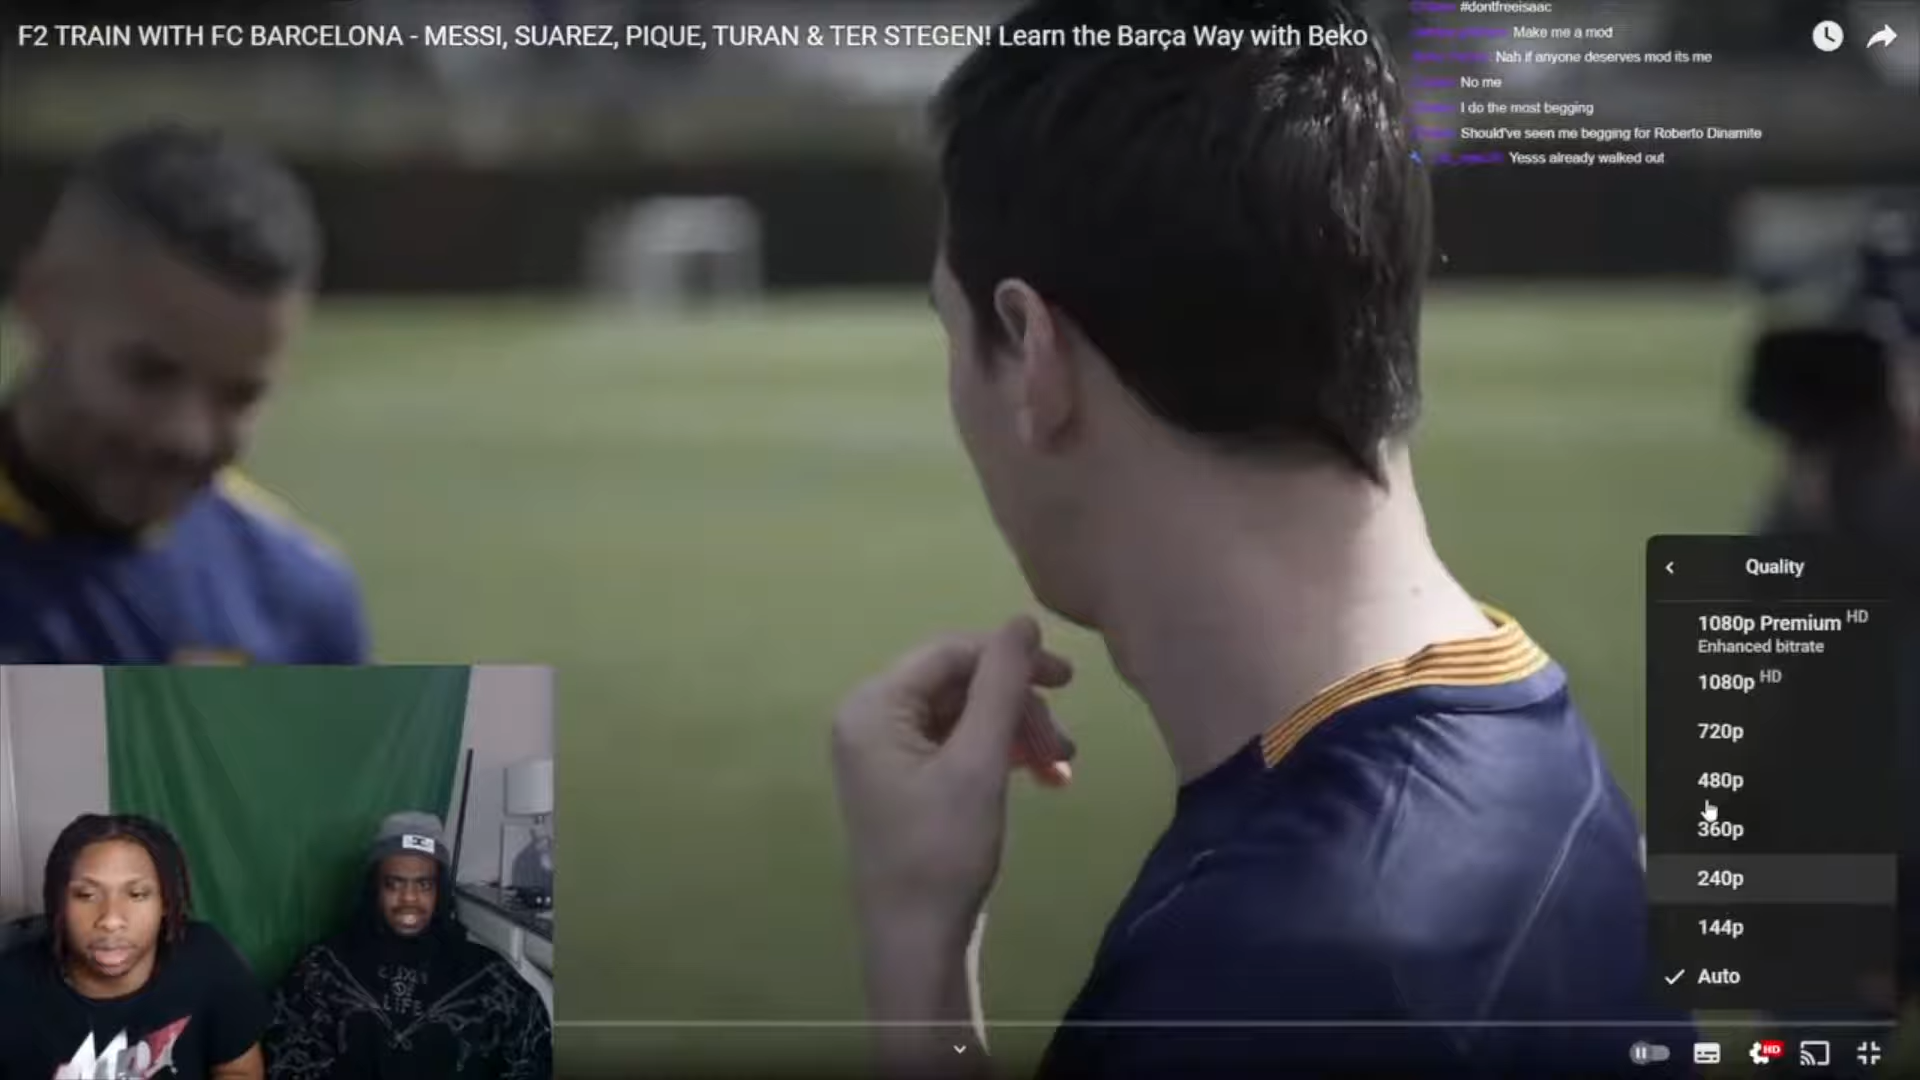 F2 TRAIN WITH FC BARCELONA - MESSI, SUAREZ, PIQUE, TURAN & TER STEGEN! Learn the Barça Way with Beko
#dontfreeisaac
Make me a mod
: Nah if anyone deserves mod its me
No me
I do the most begging
Should've seen me begging for Roberto Dinamite
Yesss already walked out
Quality
1080p Premium HD
Enhanced bitrate
1080p HD
720p
480p
360p
240p
144p
Auto
HD
OF
LIFE